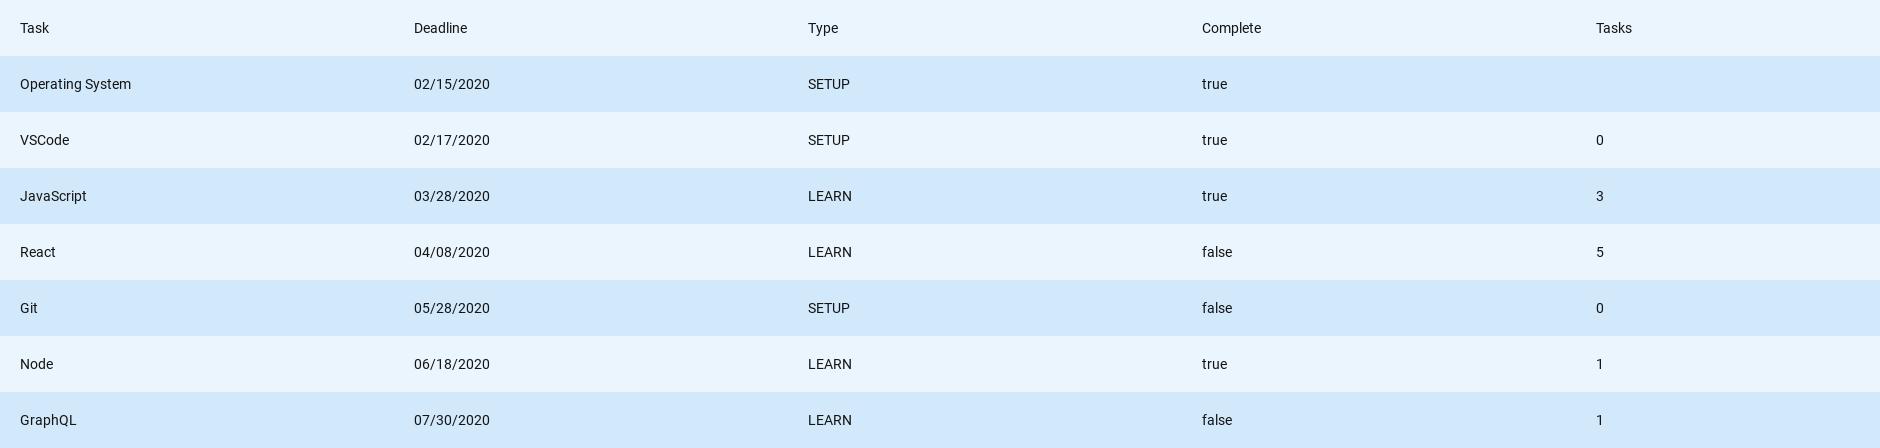 Task Deadline Type Complete Tasks
Operating System 02/15/2020 SETUP true
VSCode 02/17/2020 SETUP true 0
JavaScript 03/28/2020 LEARN true 3
React 04/08/2020 LEARN false 5
Git 05/28/2020 SETUP false 0
Node 06/18/2020 LEARN true 1
GraphQL 07/30/2020 LEARN false 1